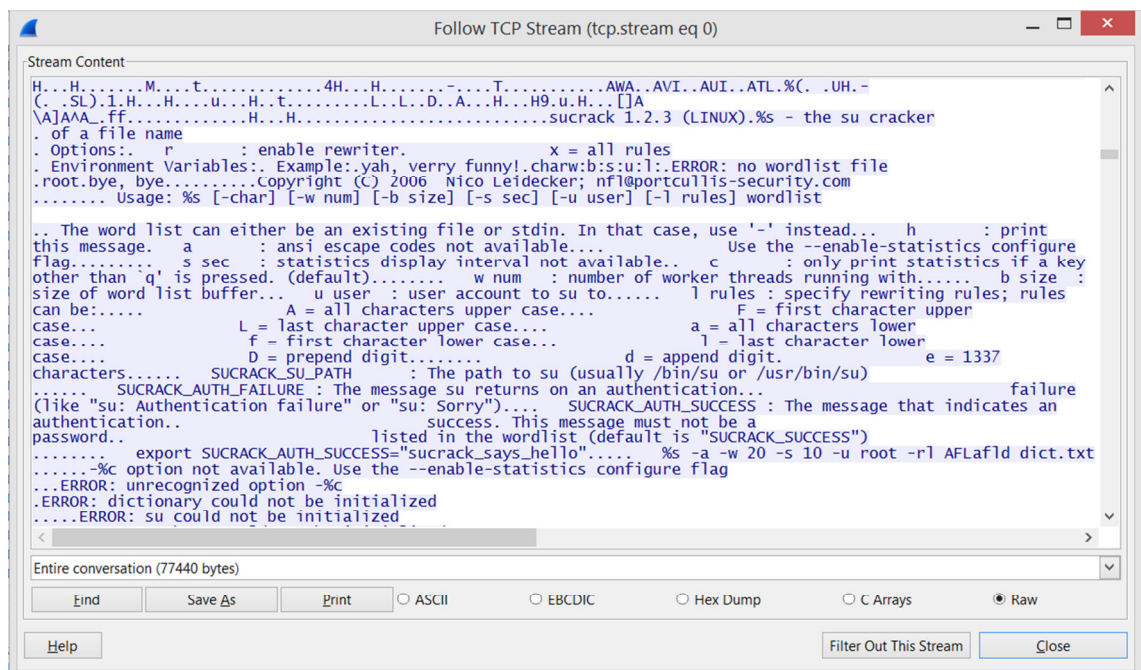 Follow TCP Stream (tcp.stream eq 0)
Stream Content
H...H.......M....t..............4H...H.......-....T...........AWA..AVI..AUI..ATL.%(. .UH.-
(. .SL).1.H...H....u...H..t.........L..L..D..A...H...H9.u.H...[]A
\A]A^A_.ff.............H...H............................sucrack 1.2.3 (LINUX).%s - the su cracker
. of a file name
. Options:.   r        : enable rewriter.                x = all rules
. Environment Variables:. Example:.yah, verry funny!.charw:b:s:u:l:.ERROR: no wordlist file
.root.bye, bye..........Copyright (C) 2006  Nico Leidecker; nfl@portcullis-security.com
........ Usage: %s [-char] [-w num] [-b size] [-s sec] [-u user] [-l rules] wordlist
.. The word list can either be an existing file or stdin. In that case, use '-' instead...   h        : print
this message.   a        : ansi escape codes not available....                Use the --enable-statistics configure
flag.........   s sec   : statistics display interval not available..   c        : only print statistics if a key
other than `q' is pressed. (default)........   w num   : number of worker threads running with......   b size  :
size of word list buffer...   u user  : user account to su to......   l rules : specify rewriting rules; rules
can be:.....                A = all characters upper case....                F = first character upper
case...                L = last character upper case....                a = all characters lower
case....                f = first character lower case...                l = last character lower
case....                D = prepend digit........                d = append digit.                e = 1337
characters......   SUCRACK_SU_PATH      : The path to su (usually /bin/su or /usr/bin/su)
......   SUCRACK_AUTH_FAILURE : The message su returns on an authentication...                          failure
(like "su: Authentication failure" or "su: Sorry")....   SUCRACK_AUTH_SUCCESS : The message that indicates an
authentication..                          success. This message must not be a
password..                          listed in the wordlist (default is "SUCRACK_SUCCESS")
........   export SUCRACK_AUTH_SUCCESS="sucrack_says_hello".....   %s -a -w 20 -s 10 -u root -rl AFLafld dict.txt
......-%c option not available. Use the --enable-statistics configure flag
...ERROR: unrecognized option -%c
.ERROR: dictionary could not be initialized
.....ERROR: su could not be initialized
Entire conversation (77440 bytes)
Find Save As Print ASCII EBCDIC Hex Dump C Arrays Raw
Help Filter Out This Stream Close